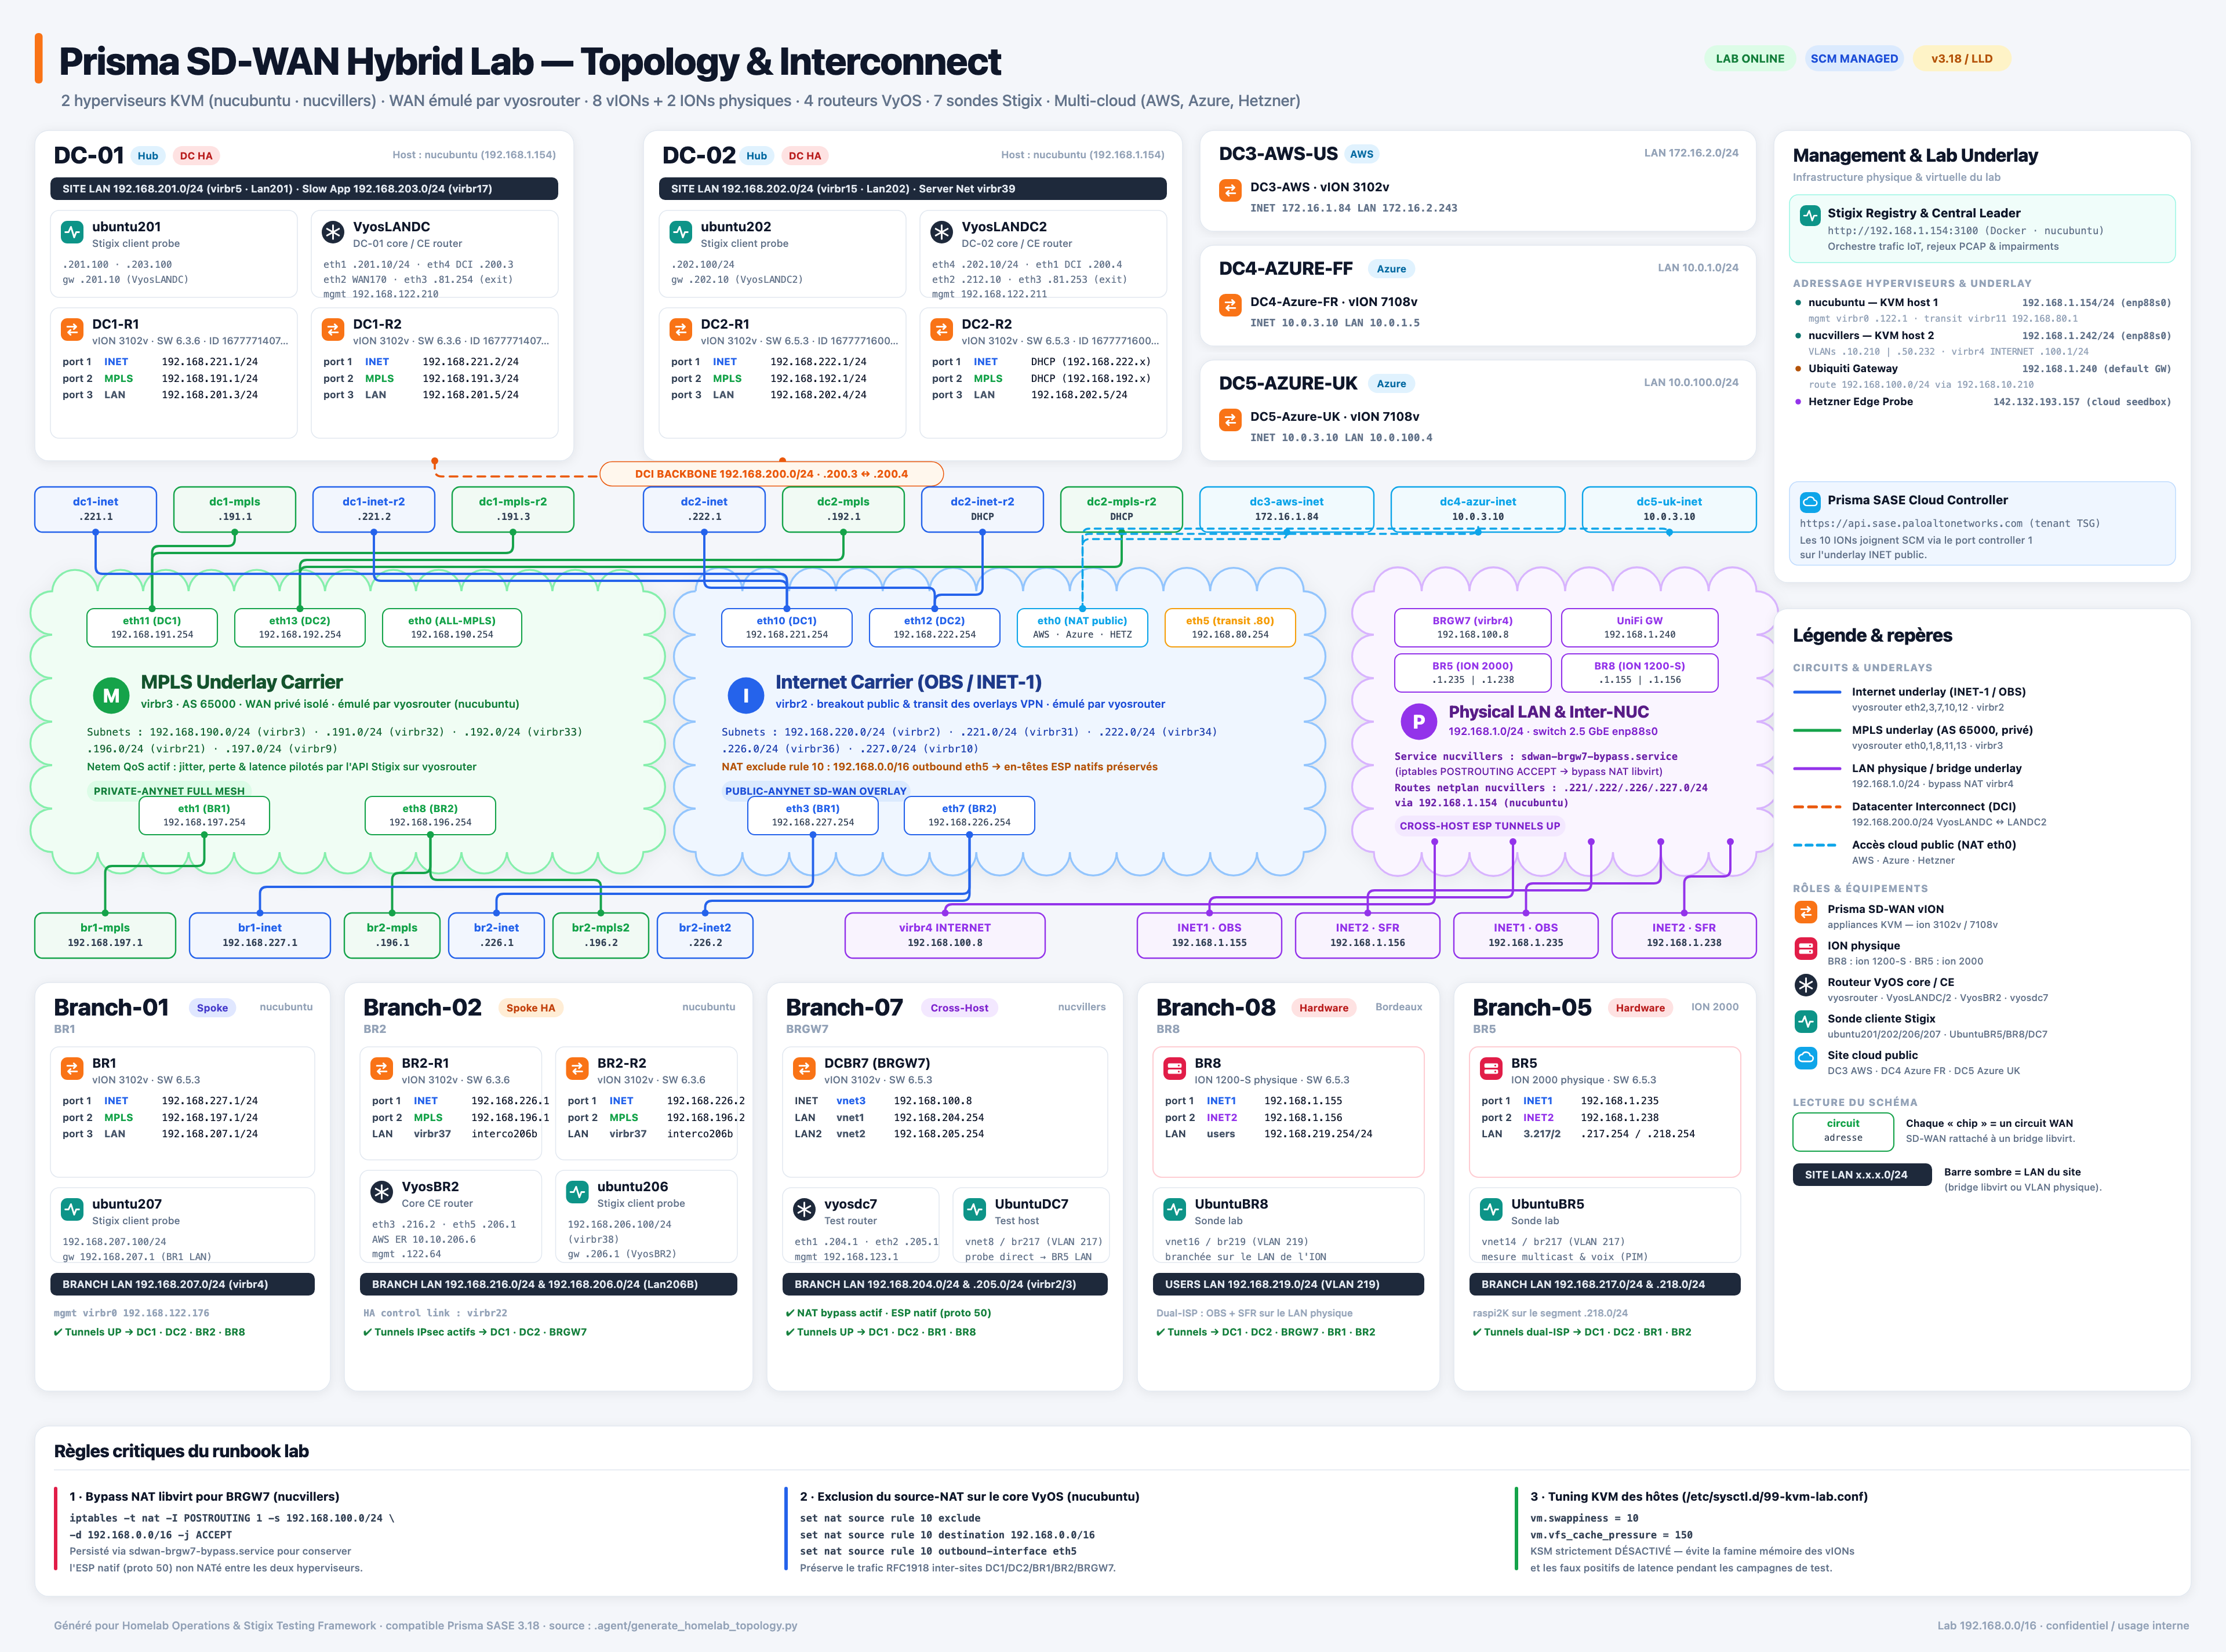 Prisma SD-WAN Hybrid Lab — Topology & Interconnect
LAB ONLINE
SCM MANAGED
v3.18 / LLD
2 hyperviseurs KVM (nucubuntu · nucvillers) · WAN émulé par vyosrouter · 8 vIONs + 2 IONs physiques · 4 routeurs VyOS · 7 sondes Stigix · Multi-cloud (AWS, Azure, Hetzner)
DC-01 Hub DC HA Host : nucubuntu (192.168.1.154)
SITE LAN 192.168.201.0/24 (virbr5 · Lan201) · Slow App 192.168.203.0/24 (virbr17)
ubuntu201
Stigix client probe
.201.100 · .203.100
gw .201.10 (VyosLANDC)
VyosLANDC
DC-01 core / CE router
eth1 .201.10/24 · eth4 DCI .200.3
eth2 WAN170 · eth3 .81.254 (exit)
mgmt 192.168.122.210
DC1-R1
vION 3102v · SW 6.3.6 · ID 1677771407...
port 1 INET 192.168.221.1/24
port 2 MPLS 192.168.191.1/24
port 3 LAN 192.168.201.3/24
DC1-R2
vION 3102v · SW 6.3.6 · ID 1677771407...
port 1 INET 192.168.221.2/24
port 2 MPLS 192.168.191.3/24
port 3 LAN 192.168.201.5/24
DC-02 Hub DC HA Host : nucubuntu (192.168.1.154)
SITE LAN 192.168.202.0/24 (virbr15 · Lan202) · Server Net virbr39
ubuntu202
Stigix client probe
.202.100/24
gw .202.10 (VyosLANDC2)
VyosLANDC2
DC-02 core / CE router
eth4 .202.10/24 · eth1 DCI .200.4
eth2 .212.10 · eth3 .81.253 (exit)
mgmt 192.168.122.211
DC2-R1
vION 3102v · SW 6.5.3 · ID 1677771600...
port 1 INET 192.168.222.1/24
port 2 MPLS 192.168.192.1/24
port 3 LAN 192.168.202.4/24
DC2-R2
vION 3102v · SW 6.5.3 · ID 1677771600...
port 1 INET DHCP (192.168.222.x)
port 2 MPLS DHCP (192.168.192.x)
port 3 LAN 192.168.202.5/24
DC3-AWS-US AWS LAN 172.16.2.0/24
DC3-AWS · vION 3102v
INET 172.16.1.84 LAN 172.16.2.243
DC4-AZURE-FF Azure LAN 10.0.1.0/24
DC4-Azure-FR · vION 7108v
INET 10.0.3.10 LAN 10.0.1.5
DC5-AZURE-UK Azure LAN 10.0.100.0/24
DC5-Azure-UK · vION 7108v
INET 10.0.3.10 LAN 10.0.100.4
Management & Lab Underlay
Infrastructure physique & virtuelle du lab
Stigix Registry & Central Leader
http://192.168.1.154:3100 (Docker · nucubuntu)
Orchestre trafic IoT, rejeux PCAP & impairments
ADRESSAGE HYPERVISEURS & UNDERLAY
nucubuntu — KVM host 1 192.168.1.154/24 (enp88s0)
mgmt virbr0 .122.1 · transit virbr11 192.168.80.1
nucvillers — KVM host 2 192.168.1.242/24 (enp88s0)
VLANs .10.210 | .50.232 · virbr4 INTERNET .100.1/24
Ubiquiti Gateway 192.168.1.240 (default GW)
route 192.168.100.0/24 via 192.168.10.210
Hetzner Edge Probe 142.132.193.157 (cloud seedbox)
Prisma SASE Cloud Controller
https://api.sase.paloaltonetworks.com (tenant TSG)
Les 10 IONs joignent SCM via le port controller 1
sur l'underlay INET public.
DCI BACKBONE 192.168.200.0/24 · .200.3 ↔ .200.4
dc1-inet
.221.1
dc1-mpls
.191.1
dc1-inet-r2
.221.2
dc1-mpls-r2
.191.3
dc2-inet
.222.1
dc2-mpls
.192.1
dc2-inet-r2
DHCP
dc2-mpls-r2
DHCP
dc3-aws-inet
172.16.1.84
dc4-azur-inet
10.0.3.10
dc5-uk-inet
10.0.3.10
eth11 (DC1)
192.168.191.254
eth13 (DC2)
192.168.192.254
eth0 (ALL-MPLS)
192.168.190.254
MPLS Underlay Carrier
M
virbr3 · AS 65000 · WAN privé isolé · émulé par vyosrouter (nucubuntu)
Subnets : 192.168.190.0/24 (virbr3) · .191.0/24 (virbr32) · .192.0/24 (virbr33)
.196.0/24 (virbr21) · .197.0/24 (virbr9)
Netem QoS actif : jitter, perte & latence pilotés par l'API Stigix sur vyosrouter
PRIVATE-ANYNET FULL MESH
eth1 (BR1)
192.168.197.254
eth8 (BR2)
192.168.196.254
eth10 (DC1)
192.168.221.254
eth12 (DC2)
192.168.222.254
eth0 (NAT public)
AWS · Azure · HETZ
eth5 (transit .80)
192.168.80.254
Internet Carrier (OBS / INET-1)
I
virbr2 · breakout public & transit des overlays VPN · émulé par vyosrouter
Subnets : 192.168.220.0/24 (virbr2) · .221.0/24 (virbr31) · .222.0/24 (virbr34)
.226.0/24 (virbr36) · .227.0/24 (virbr10)
NAT exclude rule 10 : 192.168.0.0/16 outbound eth5 → en-têtes ESP natifs préservés
PUBLIC-ANYNET SD-WAN OVERLAY
eth3 (BR1)
192.168.227.254
eth7 (BR2)
192.168.226.254
BRGW7 (virbr4)
192.168.100.8
UniFi GW
192.168.1.240
BR5 (ION 2000)
.1.235 | .1.238
BR8 (ION 1200-S)
.1.155 | .1.156
Physical LAN & Inter-NUC
P
192.168.1.0/24 · switch 2.5 GbE enp88s0
Service nucvillers : sdwan-brgw7-bypass.service
(iptables POSTROUTING ACCEPT → bypass NAT libvirt)
Routes netplan nucvillers : .221/.222/.226/.227.0/24
via 192.168.1.154 (nucubuntu)
CROSS-HOST ESP TUNNELS UP
br1-mpls
192.168.197.1
br1-inet
192.168.227.1
br2-mpls
.196.1
br2-inet
.226.1
br2-mpls2
.196.2
br2-inet2
.226.2
virbr4 INTERNET
192.168.100.8
INET1 · OBS
192.168.1.155
INET2 · SFR
192.168.1.156
INET1 · OBS
192.168.1.235
INET2 · SFR
192.168.1.238
Légende & repères
CIRCUITS & UNDERLAYS
Internet underlay (INET-1 / OBS)
vyosrouter eth2,3,7,10,12 · virbr2
MPLS underlay (AS 65000, privé)
vyosrouter eth0,1,8,11,13 · virbr3
LAN physique / bridge underlay
192.168.1.0/24 · bypass NAT virbr4
Datacenter Interconnect (DCI)
192.168.200.0/24 VyosLANDC ↔ LANDC2
Accès cloud public (NAT eth0)
AWS · Azure · Hetzner
RÔLES & ÉQUIPEMENTS
Prisma SD-WAN vION
appliances KVM — ion 3102v / 7108v
ION physique
BR8 : ion 1200-S · BR5 : ion 2000
Routeur VyOS core / CE
vyosrouter · VyosLANDC/2 · VyosBR2 · vyosdc7
Sonde cliente Stigix
ubuntu201/202/206/207 · UbuntuBR5/BR8/DC7
Site cloud public
DC3 AWS · DC4 Azure FR · DC5 Azure UK
LECTURE DU SCHÉMA
circuit
adresse
Chaque « chip » = un circuit WAN
SD-WAN rattaché à un bridge libvirt.
SITE LAN x.x.x.0/24
Barre sombre = LAN du site
(bridge libvirt ou VLAN physique).
Branch-01 Spoke nucubuntu
BR1
BR1
vION 3102v · SW 6.5.3
port 1 INET 192.168.227.1/24
port 2 MPLS 192.168.197.1/24
port 3 LAN 192.168.207.1/24
ubuntu207
Stigix client probe
192.168.207.100/24
gw 192.168.207.1 (BR1 LAN)
BRANCH LAN 192.168.207.0/24 (virbr4)
mgmt virbr0 192.168.122.176
✔ Tunnels UP → DC1 · DC2 · BR2 · BR8
Branch-02 Spoke HA nucubuntu
BR2
BR2-R1
vION 3102v · SW 6.3.6
port 1 INET 192.168.226.1
port 2 MPLS 192.168.196.1
LAN virbr37 interco206b
BR2-R2
vION 3102v · SW 6.3.6
port 1 INET 192.168.226.2
port 2 MPLS 192.168.196.2
LAN virbr37 interco206b
VyosBR2
Core CE router
eth3 .216.2 · eth5 .206.1
AWS ER 10.10.206.6
mgmt .122.64
ubuntu206
Stigix client probe
192.168.206.100/24
(virbr38)
gw .206.1 (VyosBR2)
BRANCH LAN 192.168.216.0/24 & 192.168.206.0/24 (Lan206B)
HA control link : virbr22
✔ Tunnels IPsec actifs → DC1 · DC2 · BRGW7
Branch-07 Cross-Host nucvillers
BRGW7
DCBR7 (BRGW7)
vION 3102v · SW 6.5.3
INET vnet3 192.168.100.8
LAN vnet1 192.168.204.254
LAN2 vnet2 192.168.205.254
vyosdc7
Test router
eth1 .204.1 · eth2 .205.1
mgmt 192.168.123.1
UbuntuDC7
Test host
vnet8 / br217 (VLAN 217)
probe direct → BR5 LAN
BRANCH LAN 192.168.204.0/24 & .205.0/24 (virbr2/3)
✔ NAT bypass actif · ESP natif (proto 50)
✔ Tunnels UP → DC1 · DC2 · BR1 · BR8
Branch-08 Hardware Bordeaux
BR8
BR8
ION 1200-S physique · SW 6.5.3
port 1 INET1 192.168.1.155
port 2 INET2 192.168.1.156
LAN users 192.168.219.254/24
UbuntuBR8
Sonde lab
vnet16 / br219 (VLAN 219)
branchée sur le LAN de l'ION
USERS LAN 192.168.219.0/24 (VLAN 219)
Dual-ISP : OBS + SFR sur le LAN physique
✔ Tunnels → DC1 · DC2 · BRGW7 · BR1 · BR2
Branch-05 Hardware ION 2000
BR5
BR5
ION 2000 physique · SW 6.5.3
port 1 INET1 192.168.1.235
port 2 INET2 192.168.1.238
LAN 3.217/2 .217.254 / .218.254
UbuntuBR5
Sonde lab
vnet14 / br217 (VLAN 217)
mesure multicast & voix (PIM)
BRANCH LAN 192.168.217.0/24 & .218.0/24
raspi2K sur le segment .218.0/24
✔ Tunnels dual-ISP → DC1 · DC2 · BR1 · BR2
Règles critiques du runbook lab
1 · Bypass NAT libvirt pour BRGW7 (nucvillers)
iptables -t nat -I POSTROUTING 1 -s 192.168.100.0/24 \
-d 192.168.0.0/16 -j ACCEPT
Persisté via sdwan-brgw7-bypass.service pour conserver
l'ESP natif (proto 50) non NATé entre les deux hyperviseurs.
2 · Exclusion du source-NAT sur le core VyOS (nucubuntu)
set nat source rule 10 exclude
set nat source rule 10 destination 192.168.0.0/16
set nat source rule 10 outbound-interface eth5
Préserve le trafic RFC1918 inter-sites DC1/DC2/BR1/BR2/BRGW7.
3 · Tuning KVM des hôtes (/etc/sysctl.d/99-kvm-lab.conf)
vm.swappiness = 10
vm.vfs_cache_pressure = 150
KSM strictement DÉSACTIVÉ — évite la famine mémoire des vIONs
et les faux positifs de latence pendant les campagnes de test.
Généré pour Homelab Operations & Stigix Testing Framework · compatible Prisma SASE 3.18 · source : .agent/generate_homelab_topology.py
Lab 192.168.0.0/16 · confidentiel / usage interne